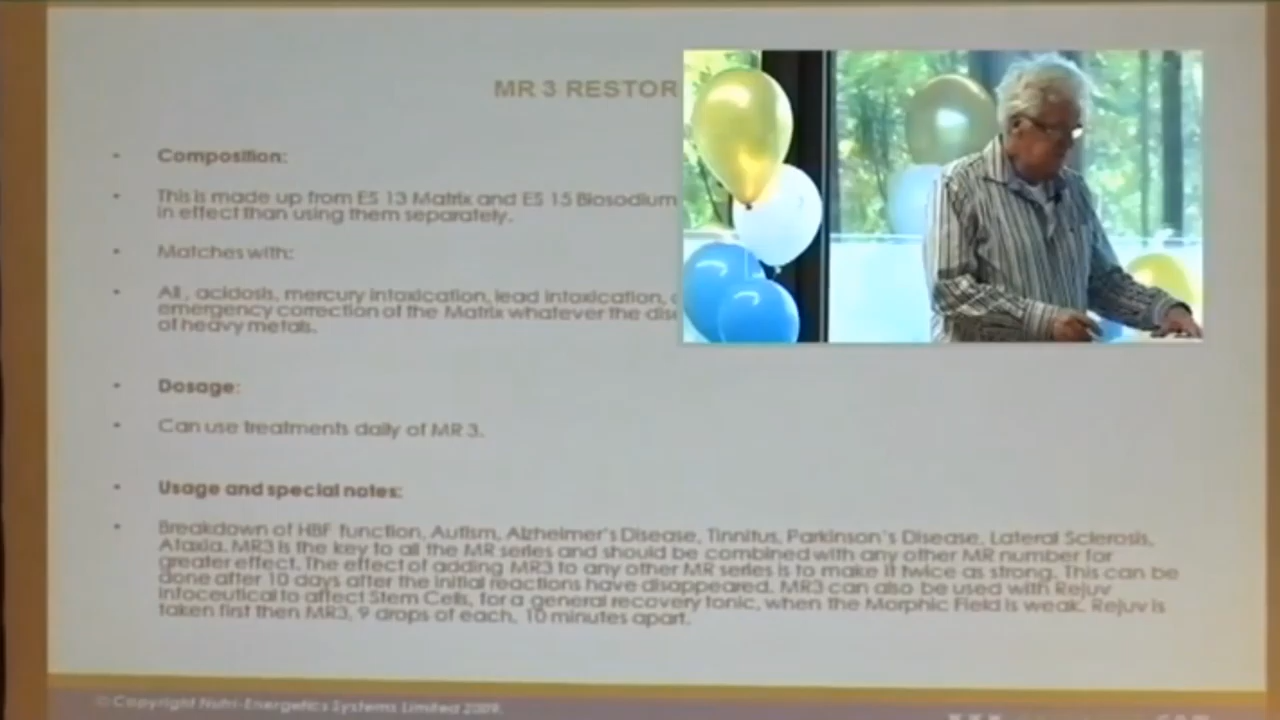 MR 3 RESTOR
• Composition:
• This is made up from ES 13 Matrix and ES 15 Biosodium
in effect than using them separately.
• Matches with:
• All, acidosis, mercury intoxication, lead intoxication,
emergency correction of the Matrix whatever the dise
of heavy metals.
• Dosage:
• Can use treatments daily of MR 3.
• Usage and special notes:
• Breakdown of HBF function, Autism, Alzheimer's Disease, Tinnitus, Parkinson's Disease, Lateral Sclerosis,
Ataxia. MR3 is the key to all the MR series and should be combined with any other MR number for
greater effect. The effect of adding MR3 to any other MR series is to make it twice as strong. This can be
done after 10 days after the initial reactions have disappeared. MR3 can also be used with Rejuv
Infoceutical to affect Stem Cells, for a general recovery tonic, when the Morphic Field is weak. Rejuv is
taken first then MR3, 9 drops of each, 10 minutes apart.
© Copyright Nutri-Energetics Systems Limited 2009.